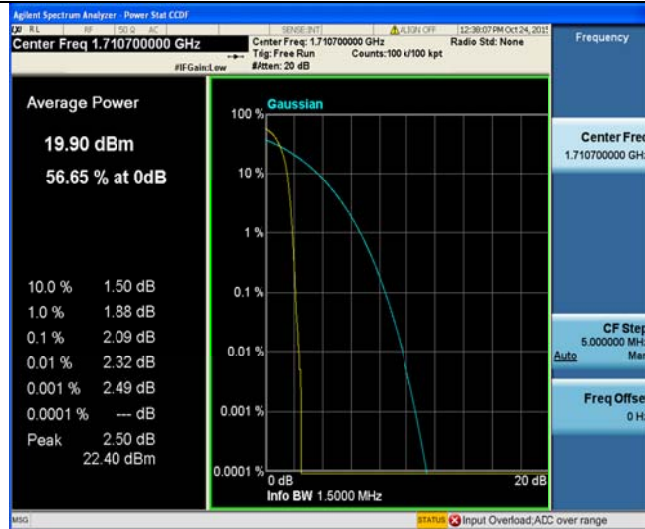 Agilent Spectrum Analyzer - Power Stat CCDF
RL RF 50 Ω AC SENSE:INT ALIGN OFF 12:38:07 PM Oct 24, 201
Center Freq 1.710700000 GHz
Center Freq: 1.710700000 GHz Radio Std: None
Trig: Free Run Counts:100 k/100 kpt
#IFGain:Low #Atten: 20 dB
Frequency
Average Power
19.90 dBm
56.65 % at 0dB
10.0 % 1.50 dB
1.0 % 1.88 dB
0.1 % 2.09 dB
0.01 % 2.32 dB
0.001 % 2.49 dB
0.0001 % --- dB
Peak 2.50 dB
22.40 dBm
Gaussian
100 %
10 %
1 %
0.1 %
0.01 %
0.001 %
0.0001 %
0 dB 20 dB
Info BW 1.5000 MHz
Center Freq
1.710700000 GHz
CF Step
5.000000 MHz
Auto Man
Freq Offse
0 Hz
MSG STATUS Input Overload;ADC over range